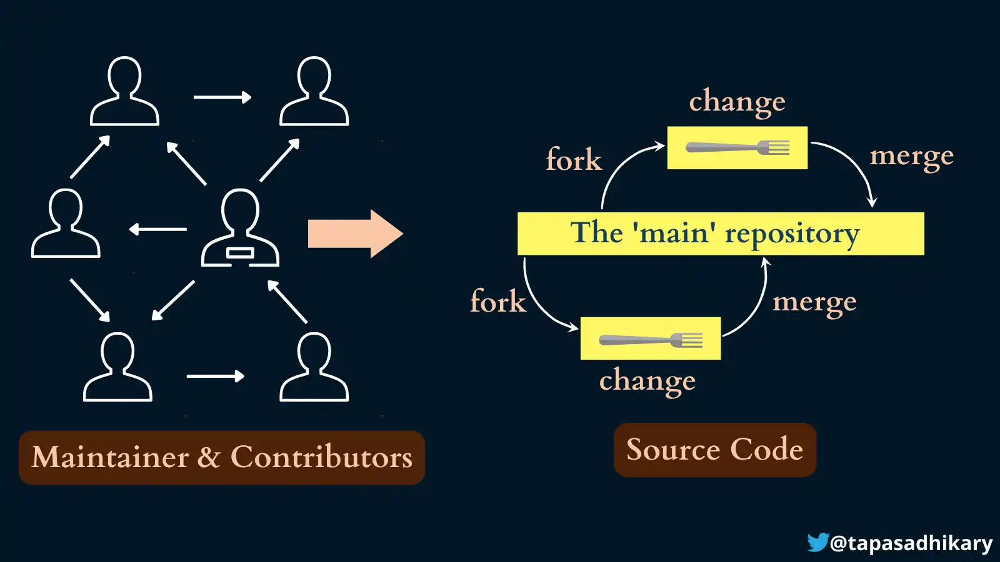 change
fork
merge
The 'main' repository
fork
merge
change
Maintainer & Contributors
Source Code
@tapasadhikary